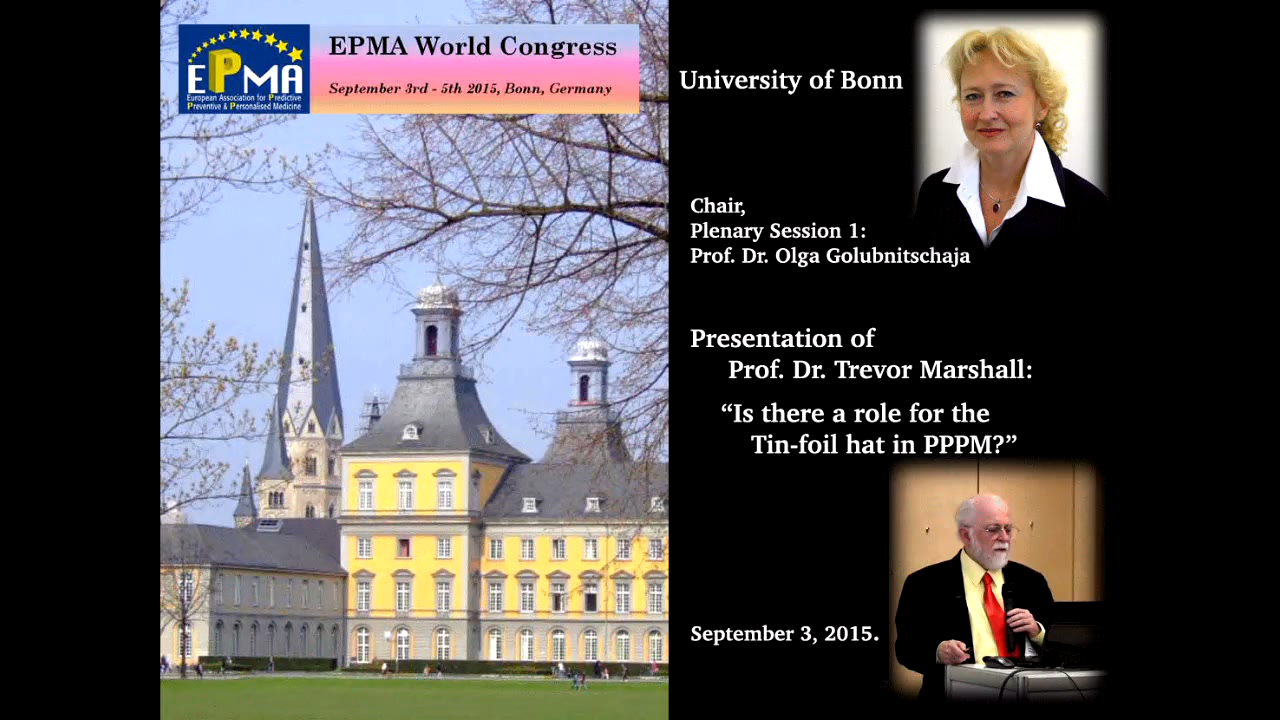 EPMA
European Association for Predictive
Preventive & Personalised Medicine
EPMA World Congress
September 3rd - 5th 2015, Bonn, Germany
University of Bonn
Chair,
Plenary Session 1:
Prof. Dr. Olga Golubnitschaja
Presentation of
Prof. Dr. Trevor Marshall:
“Is there a role for the
Tin-foil hat in PPPM?”
September 3, 2015.